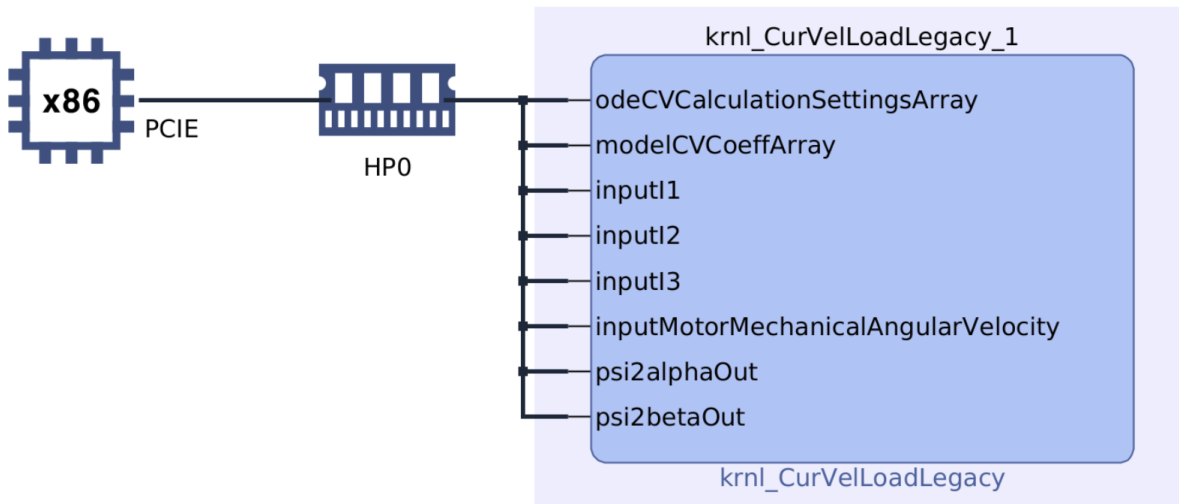 krnl_CurVelLoadLegacy_1
x86
PCIE
HP0
odeCVCalculationSettingsArray
modelCVCoeffArray
inputI1
inputI2
inputI3
inputMotorMechanicalAngularVelocity
psi2alphaOut
psi2betaOut
krnl_CurVelLoadLegacy